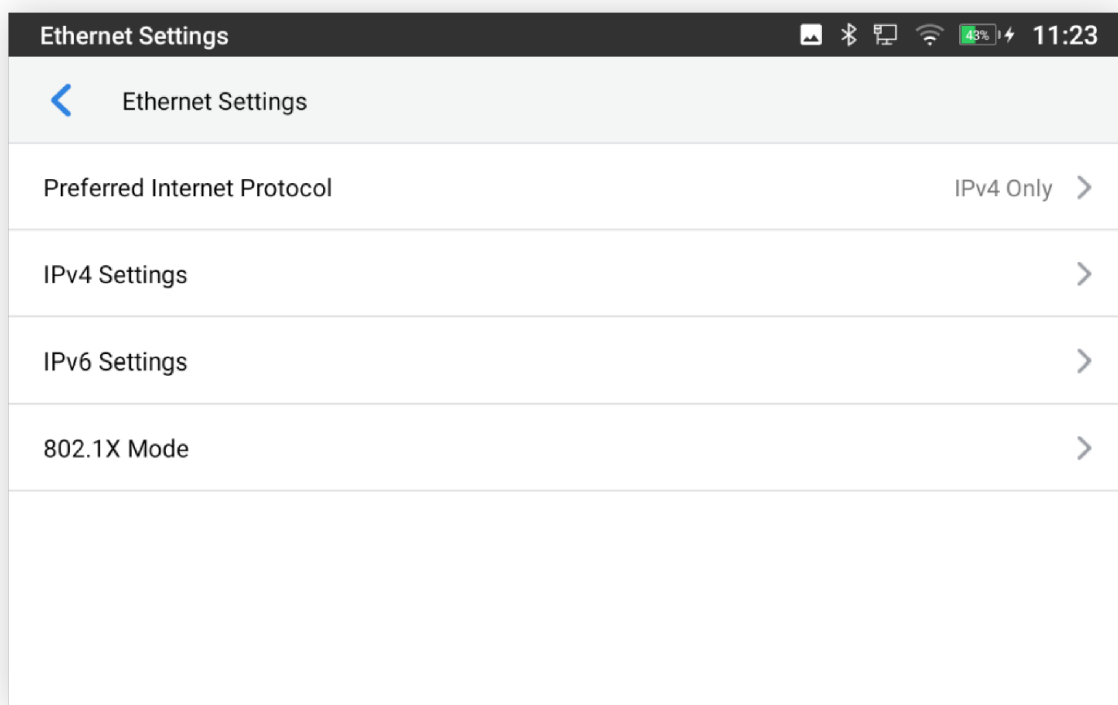 Ethernet Settings 43% 11:23
Ethernet Settings
Preferred Internet Protocol IPv4 Only
IPv4 Settings
IPv6 Settings
802.1X Mode